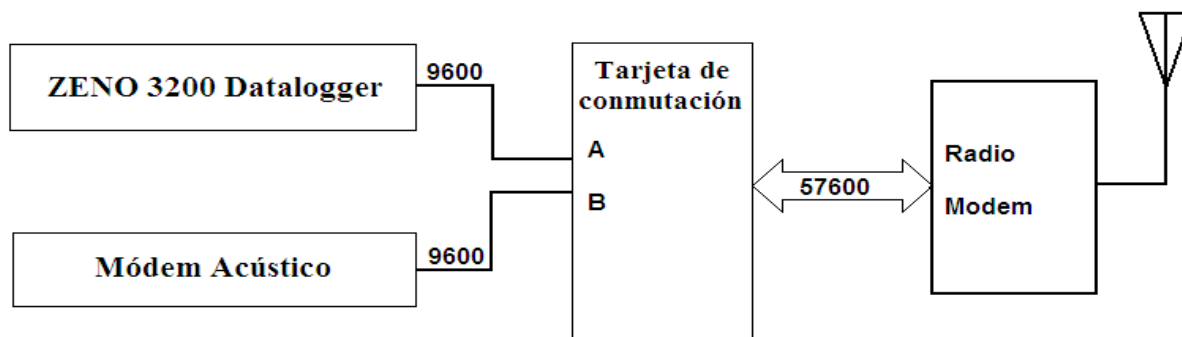 ZENO 3200 Datalogger
9600
Tarjeta de
conmutación
A
B
57600
Radio
Modem
Módem Acústico
9600